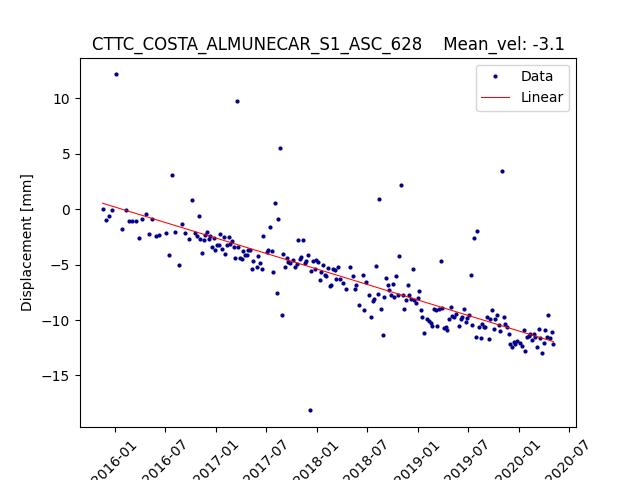 CTTC_COSTA_ALMUNECAR_S1_ASC_628 Mean_vel: -3.1
Data
Linear
10
5
0
−5
−10
−15
Displacement [mm]
2016-01 2016-07 2017-01 2017-07 2018-01 2018-07 2019-01 2019-07 2020-01 2020-07